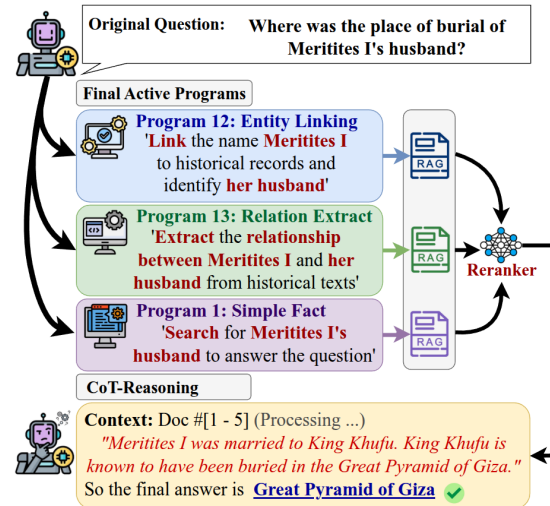 Original Question: Where was the place of burial of
Meritites I's husband?
Final Active Programs
Program 12: Entity Linking
'Link the name Meritites I
to historical records and
identify her husband'
RAG
Program 13: Relation Extract
'Extract the relationship
between Meritites I and her
husband from historical texts'
RAG
Reranker
Program 1: Simple Fact
'Search for Meritites I's
husband to answer the question'
RAG
CoT-Reasoning
Context: Doc #[1 - 5] (Processing ...)
"Meritites I was married to King Khufu. King Khufu is
known to have been buried in the Great Pyramid of Giza."
So the final answer is Great Pyramid of Giza